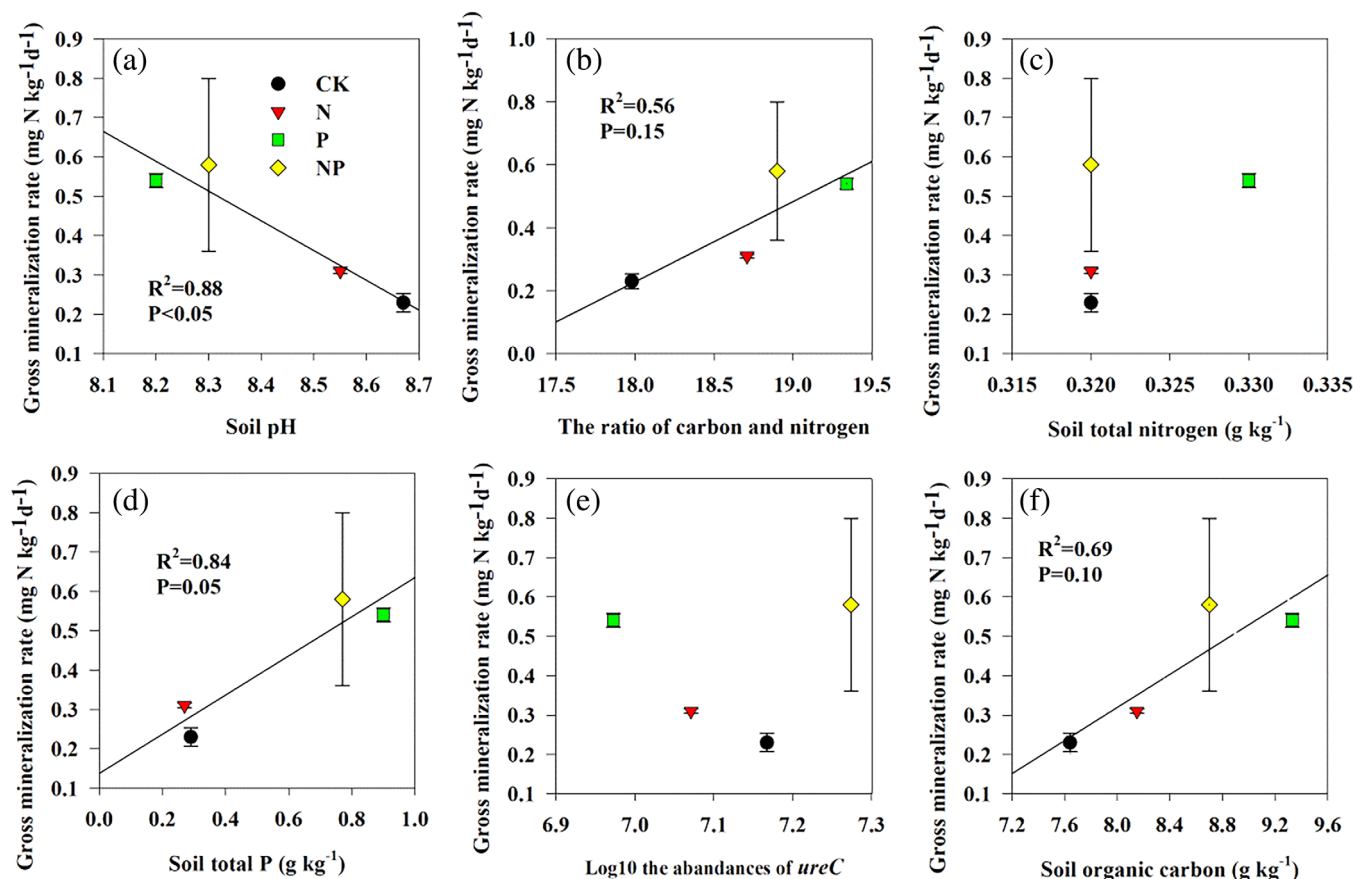 (a)
CK
N
P
NP
R²=0.88
P<0.05
0.9
0.8
0.7
0.6
0.5
0.4
0.3
0.2
0.1
8.1 8.2 8.3 8.4 8.5 8.6 8.7
Gross mineralization rate (mg N kg⁻¹d⁻¹)
Soil pH
(b)
R²=0.56
P=0.15
1.0
0.8
0.6
0.4
0.2
0.0
17.5 18.0 18.5 19.0 19.5
Gross mineralization rate (mg N kg⁻¹d⁻¹)
The ratio of carbon and nitrogen
(c)
0.9
0.8
0.7
0.6
0.5
0.4
0.3
0.2
0.1
0.315 0.320 0.325 0.330 0.335
Gross mineralization rate (mg N kg⁻¹d⁻¹)
Soil total nitrogen (g kg⁻¹)
(d)
R²=0.84
P=0.05
0.9
0.8
0.7
0.6
0.5
0.4
0.3
0.2
0.1
0.0 0.2 0.4 0.6 0.8 1.0
Gross mineralization rate (mg N kg⁻¹d⁻¹)
Soil total P (g kg⁻¹)
(e)
0.9
0.8
0.7
0.6
0.5
0.4
0.3
0.2
0.1
6.9 7.0 7.1 7.2 7.3
Gross mineralization rate (mg N kg⁻¹d⁻¹)
Log10 the abandances of ureC
(f)
R²=0.69
P=0.10
0.9
0.8
0.7
0.6
0.5
0.4
0.3
0.2
0.1
7.2 7.6 8.0 8.4 8.8 9.2 9.6
Gross mineralization rate (mg N kg⁻¹d⁻¹)
Soil organic carbon (g kg⁻¹)